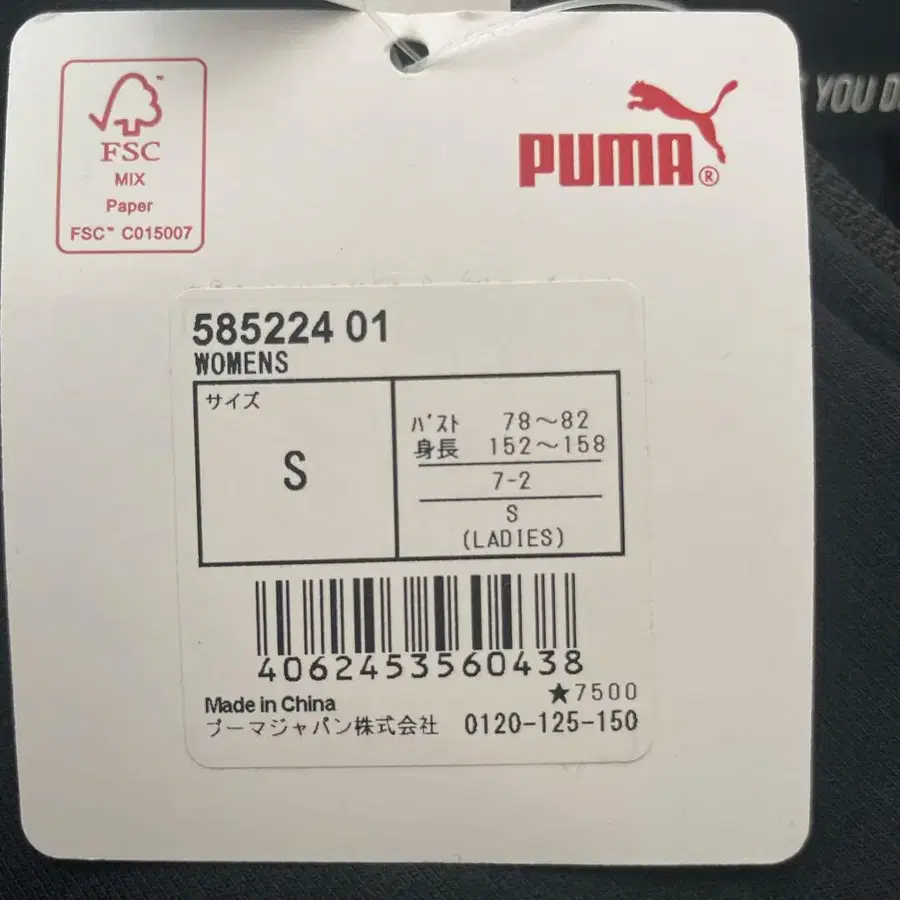 FSC
MIX
Paper
FSC™ C015007
PUMA®
YOU
585224 01
WOMENS
サイズ
S
バスト 78～82
身長 152～158
7-2
S
(LADIES)
4062453560438
★7500
Made in China
プーマジャパン株式会社 0120-125-150